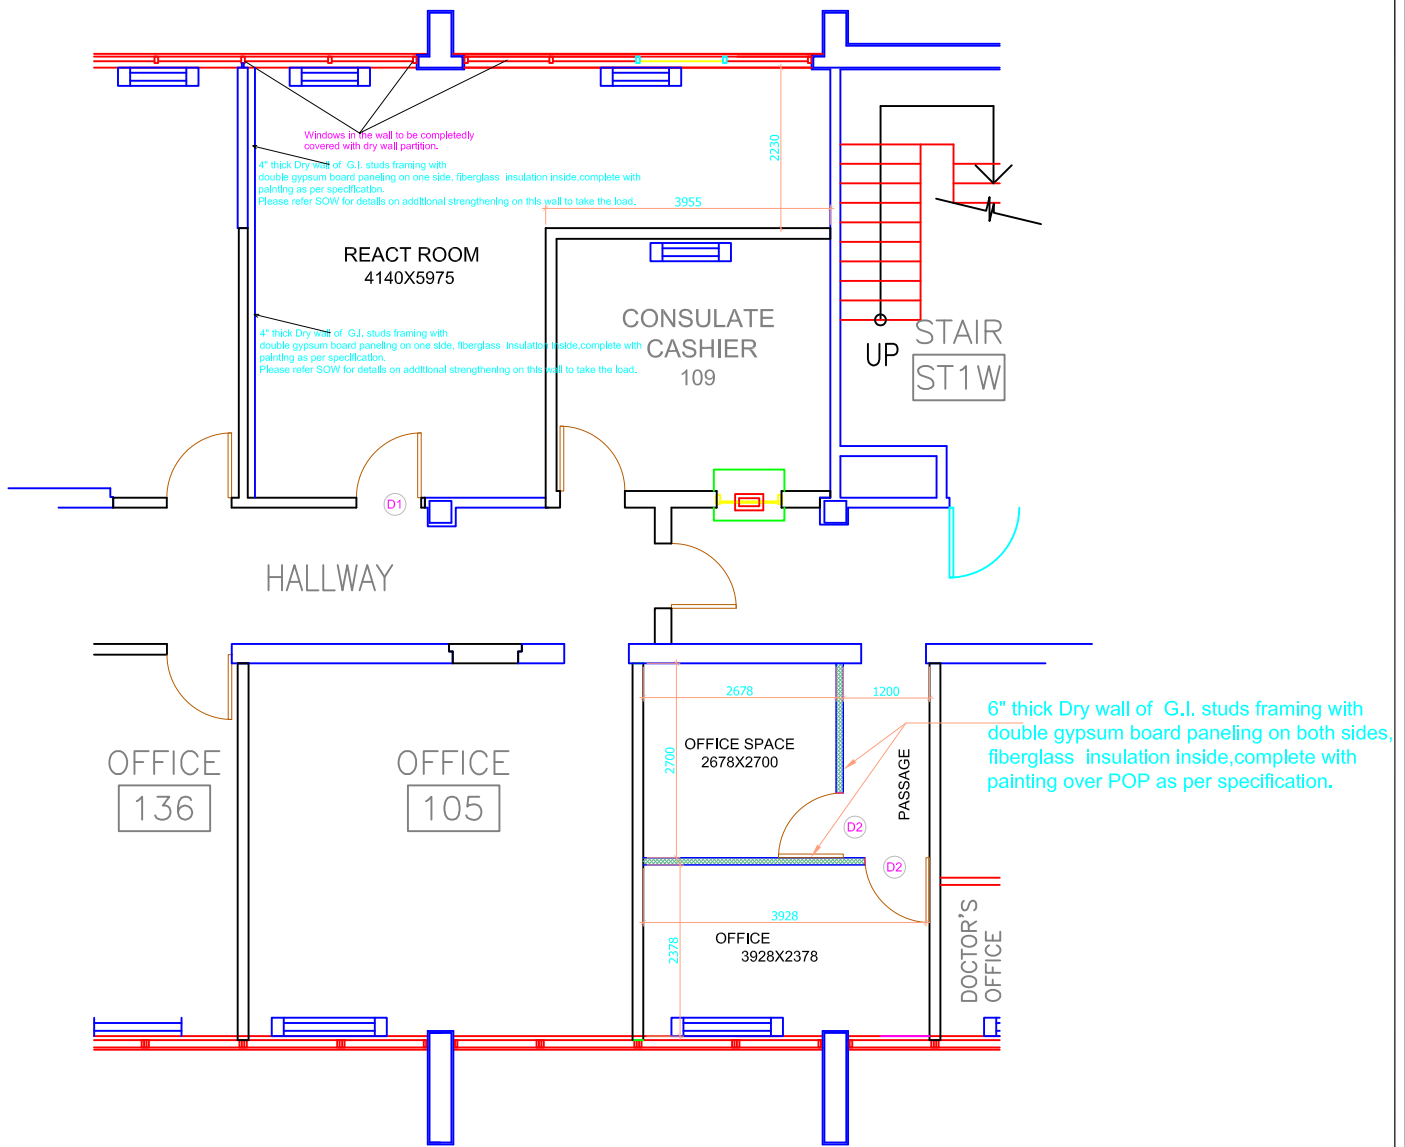 Windows in the wall to be completedly
covered with dry wall partition.
4" thick Dry wall of G.I. studs framing with
double gypsum board paneling on one side, fiberglass insulation inside,complete with
painting as per specification.
Please refer SOW for details on additional strengthening on this wall to take the load.
2230
3955
REACT ROOM
4140X5975
CONSULATE
CASHIER
109
4" thick Dry wall of G.I. studs framing with
double gypsum board paneling on one side, fiberglass insulation inside,complete with
painting as per specification.
Please refer SOW for details on additional strengthening on this wall to take the load.
STAIR
ST1W
UP
D1
HALLWAY
2678
1200
OFFICE SPACE
2678X2700
2700
PASSAGE
6" thick Dry wall of G.I. studs framing with
double gypsum board paneling on both sides,
fiberglass insulation inside,complete with
painting over POP as per specification.
OFFICE
136
OFFICE
105
D2
D2
3928
OFFICE
3928X2378
2378
DOCTOR'S
OFFICE